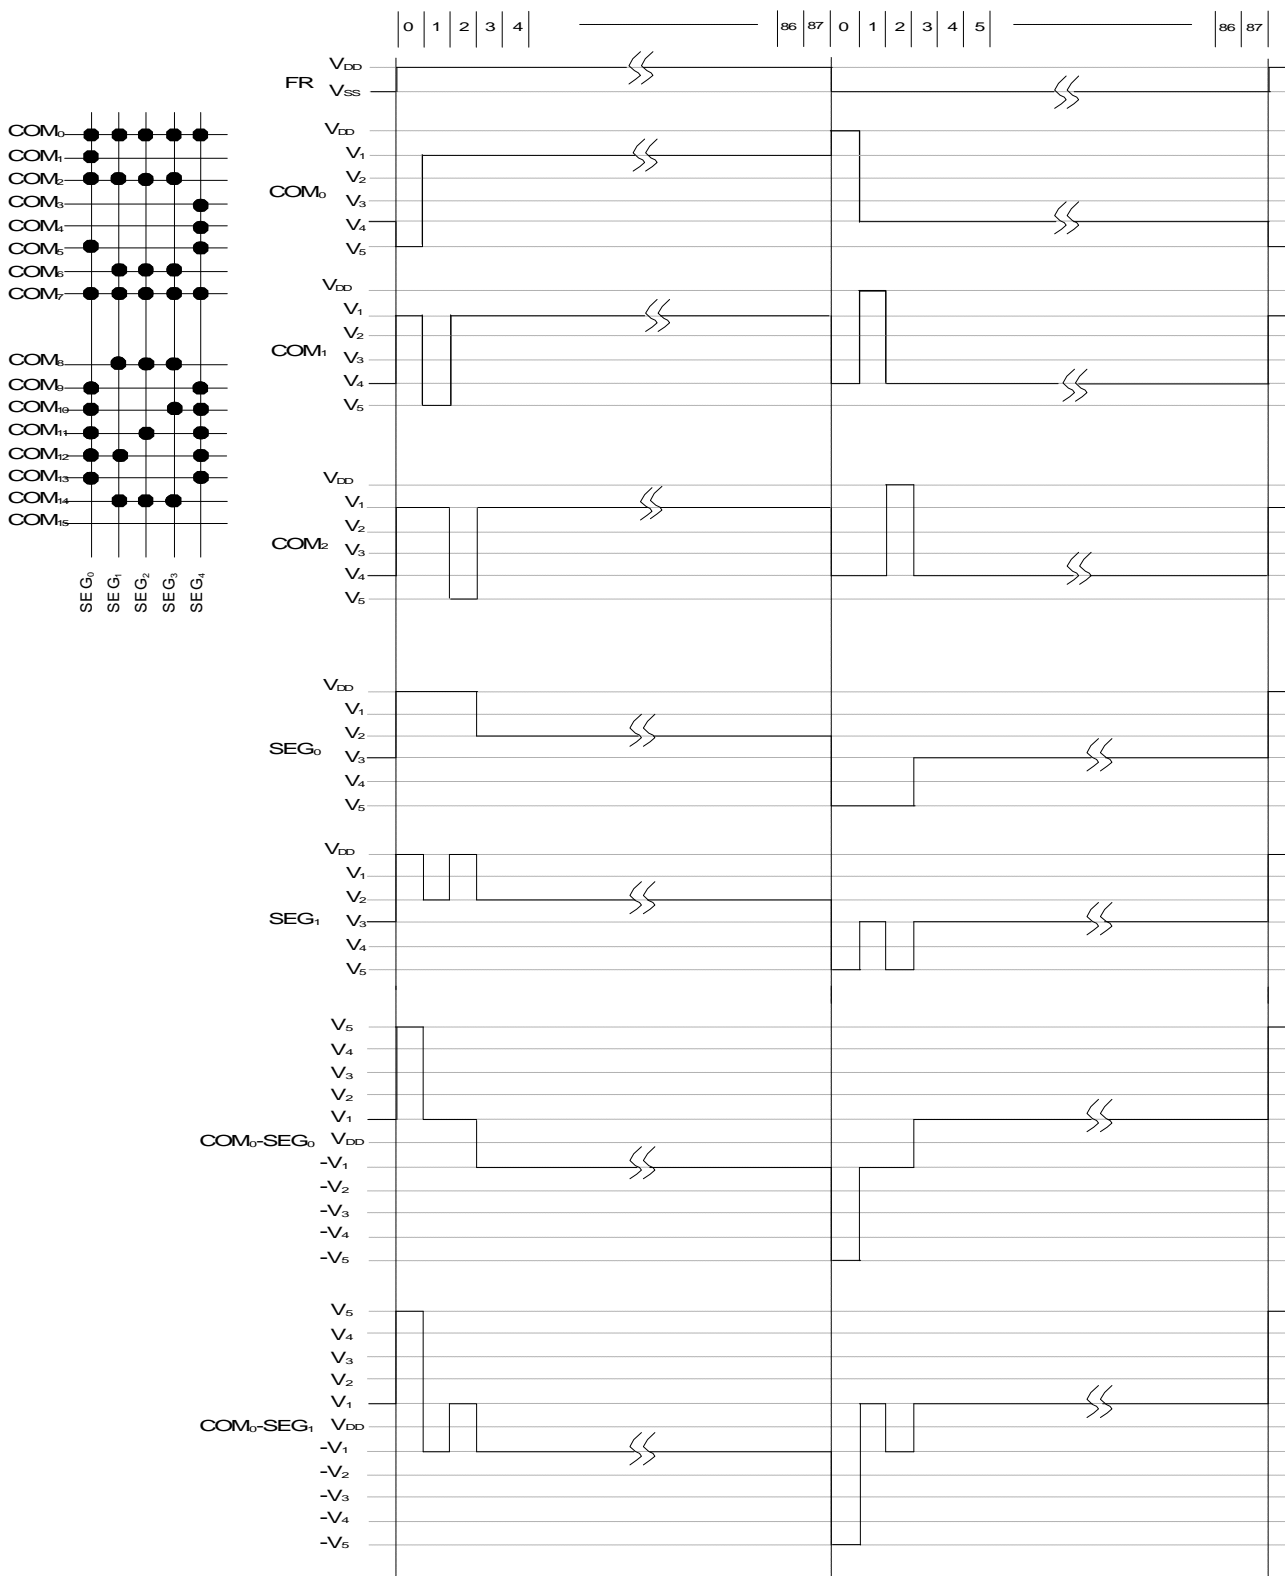 0 1 2 3 4 86 87 0 1 2 3 4 5 86 87
FR
VDD
VSS
COM0
COM1
COM2
COM3
COM4
COM5
COM6
COM7
COM8
COM9
COM10
COM11
COM12
COM13
COM14
COM15
SEG0
SEG1
SEG2
SEG3
SEG4
COM0
VDD
V1
V2
V3
V4
V5
COM1
VDD
V1
V2
V3
V4
V5
COM2
VDD
V1
V2
V3
V4
V5
SEG0
VDD
V1
V2
V3
V4
V5
SEG1
VDD
V1
V2
V3
V4
V5
COM0-SEG0
V5
V4
V3
V2
V1
VDD
-V1
-V2
-V3
-V4
-V5
COM0-SEG1
V5
V4
V3
V2
V1
VDD
-V1
-V2
-V3
-V4
-V5